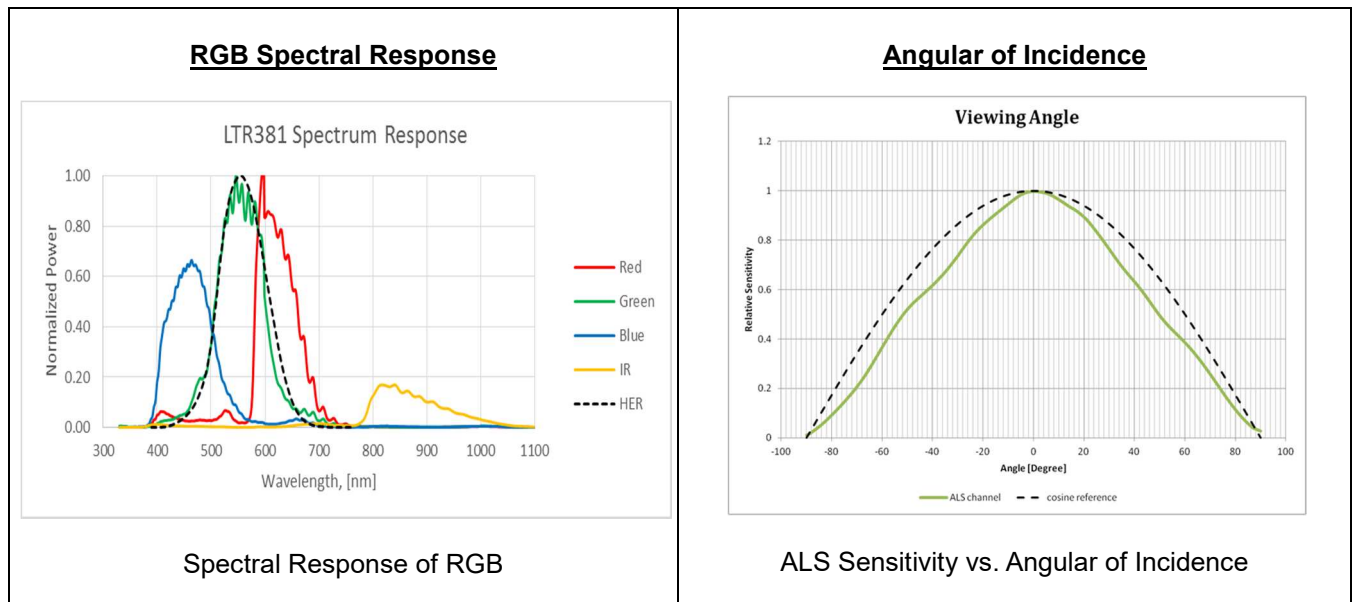 RGB Spectral Response
LTR381 Spectrum Response
Normalized Power
1.00
0.80
0.60
0.40
0.20
0.00
300 400 500 600 700 800 900 1000 1100
Wavelength, [nm]
Red
Green
Blue
IR
HER
Spectral Response of RGB
Angular of Incidence
Viewing Angle
Relative Sensitivity
1.2
1
0.8
0.6
0.4
0.2
0
-100 -80 -60 -40 -20 0 20 40 60 80 100
Angle [Degree]
ALS channel cosine reference
ALS Sensitivity vs. Angular of Incidence